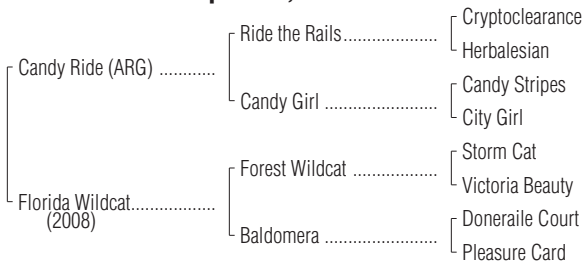 Cryptoclearance
Ride the Rails....................
Herbalesian
Candy Ride (ARG) ............
Candy Stripes
Candy Girl ........................
City Girl
Storm Cat
Forest Wildcat ..................
Victoria Beauty
Florida Wildcat.................
(2008)
Doneraile Court
Baldomera ........................
Pleasure Card